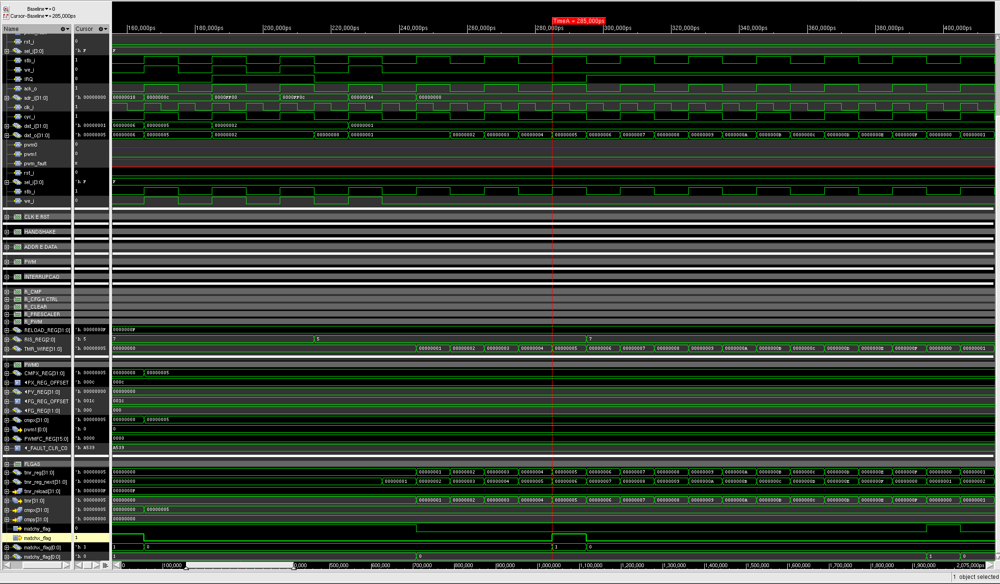 Baseline ▾ = 0
Cursor-Baseline ▾ = 285,000ps
TimeA = 285,000ps
Name Cursor 160,000ps 180,000ps 200,000ps 220,000ps 240,000ps 260,000ps 280,000ps 300,000ps 320,000ps 340,000ps 360,000ps 380,000ps 400,000ps
rst_i 0
sel_i[3:0] 'h F F
stb_i 1
we_i 0
IRQ 0
ack_o 1
adr_i[31:0] 'h 00000000 00000018 0000000C 0000FF00 0000FF0C 00000014 00000000
clk_i 1
cyc_i 1
dat_i[31:0] 'h 00000001 00000006 00000005 00000002 00000001
dat_o[31:0] 'h 00000005 00000006 00000005 00000002 00000000 00000001 00000002 00000003 00000004 00000005 00000006 00000007 00000008 00000009 0000000A 0000000B 0000000C 0000000D 0000000E 0000000F 00000000 00000001
pwm0 0
pwm1 0
pwm_fault x
rst_i 0
sel_i[3:0] 'h F F
stb_i 1
we_i 0
CLK E RST
HANDSHAKE
ADDR E DATA
PWM
INTERRUPCAO
R_CMP
R_CFG e CTRL
R_CLEAR
R_PRESCALER
R_PWM
RELOAD_REG[31:0] 'h 0000000F 0000000F
RIS_REG[2:0] 'h 5 7 5 7
TMR_WIRE[31:0] 'h 00000005 00000000 00000001 00000002 00000003 00000004 00000005 00000006 00000007 00000008 00000009 0000000A 0000000B 0000000C 0000000D 0000000E 0000000F 00000000 00000001
PWM0
CMPX_REG[31:0] 'h 00000005 00000000 00000005
PX_REG_OFFSET 'h 000c 000c
PY_REG[31:0] 'h 00000000 00000000
FG_REG_OFFSET 'h 001c 001c
FG_REG[11:0] 'h 000 000
cmpx[31:0] 'h 00000005 00000000 00000005
pwm1[0:0] 'h 0 0
PWMFC_REG[15:0] 'h 0000 0000
_FAULT_CLR_CO 'h A539 A539
FLGAS
tmr_reg[31:0] 'h 00000005 00000000 00000001 00000002 00000003 00000004 00000005 00000006 00000007 00000008 00000009 0000000A 0000000B 0000000C 0000000D 0000000E 0000000F 00000000 00000001
tmr_reg_next[31:0] 'h 00000006 00000000 00000001 00000002 00000003 00000004 00000005 00000006 00000007 00000008 00000009 0000000A 0000000B 0000000C 0000000D 0000000E 0000000F 00000000 00000001 00000002
tmr_reload[31:0] 'h 0000000F 0000000F
tmr[31:0] 'h 00000005 00000000 00000001 00000002 00000003 00000004 00000005 00000006 00000007 00000008 00000009 0000000A 0000000B 0000000C 0000000D 0000000E 0000000F 00000000 00000001
cmpx[31:0] 'h 00000005 00000000 00000005
cmpy[31:0] 'h 00000000 00000000
matchy_flag 0
matchx_flag 1
matchx_flag[0:0] 'h 1 1 0 1 0
matchy_flag[0:0] 'h 0 1 0 1 0
0 100,000 0,000 500,000 600,000 700,000 800,000 900,000 1,000,000 1,100,000 1,200,000 1,300,000 1,400,000 1,500,000 1,600,000 1,700,000 1,800,000 1,900,000 2,075,000ps
1 object selected